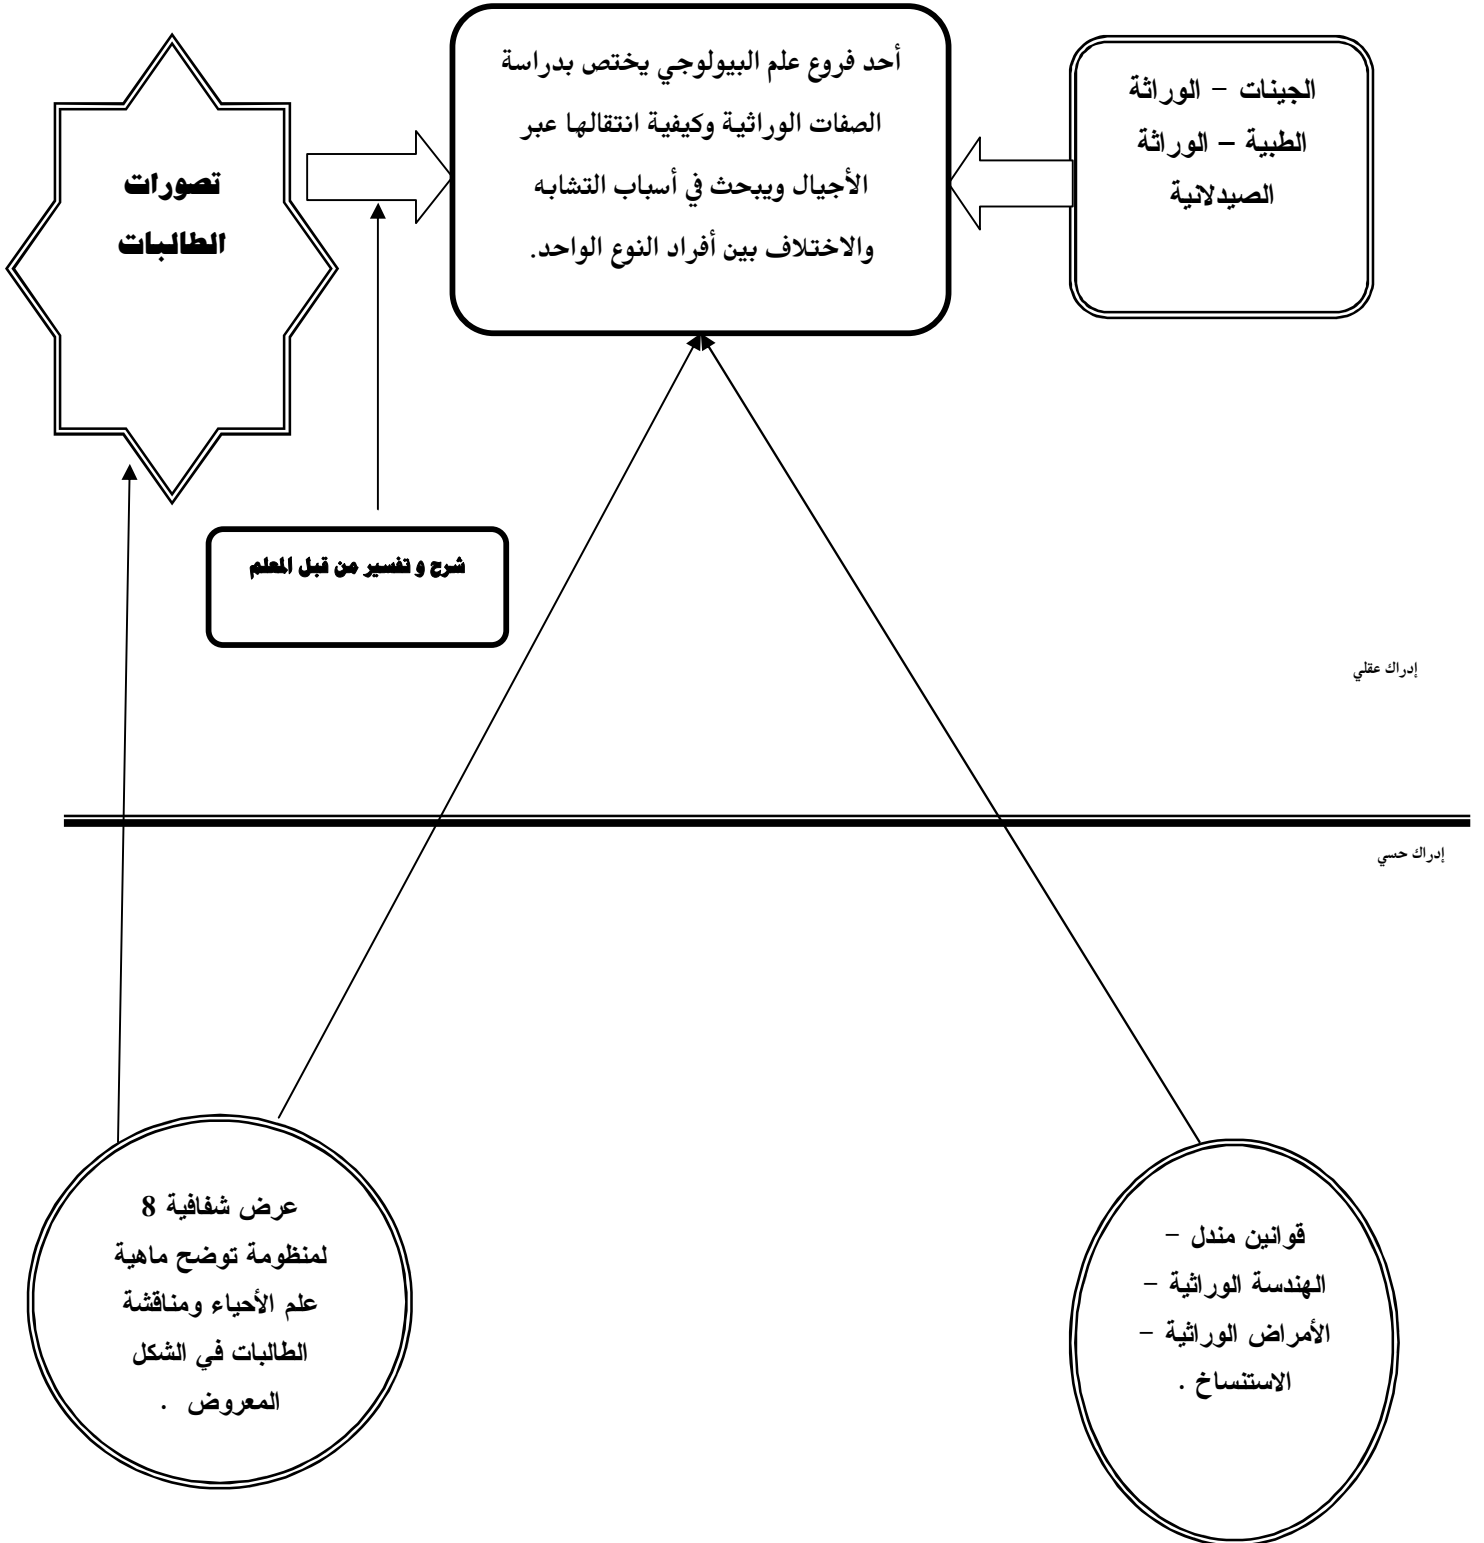 الجينات – الوراثة
الطبية – الوراثة
الصيدلانية
أحد فروع علم البيولوجي يختص بدراسة
الصفات الوراثية وكيفية انتقالها عبر
الأجيال ويبحث في أسباب التشابه
والاختلاف بين أفراد النوع الواحد.
تصورات
الطالبات
شرح و تفسير من قبل المعلم
إدراك عقلي
إدراك حسي
قوانين مندل –
الهندسة الوراثية –
الأمراض الوراثية –
الاستنساخ .
عرض شفافية 8
لمنظومة توضح ماهية
علم الأحياء ومناقشة
الطالبات في الشكل
المعروض .